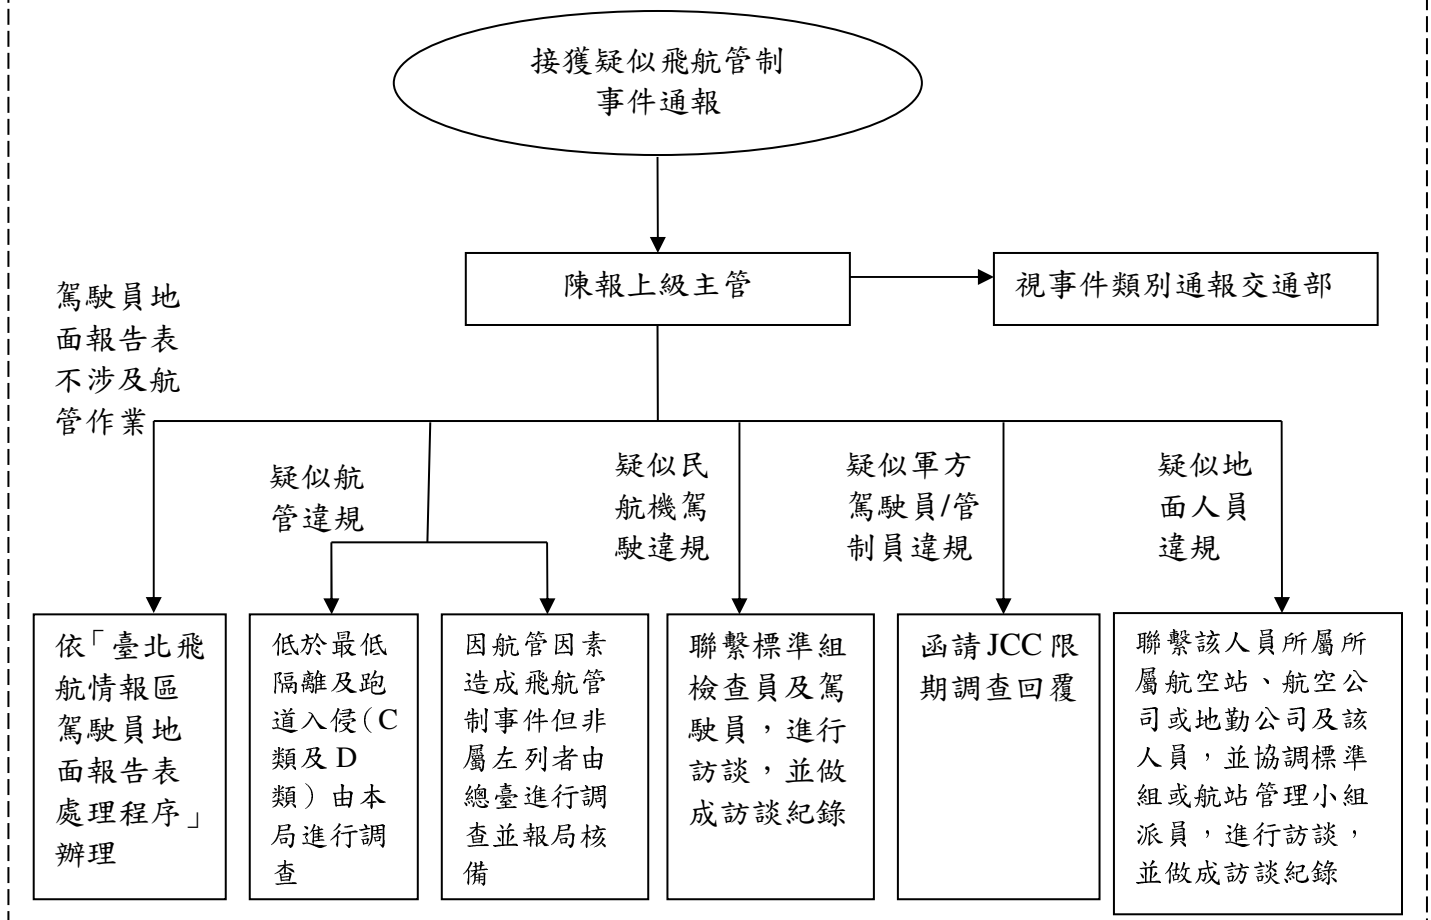 接獲疑似飛航管制
事件通報
陳報上級主管
視事件類別通報交通部
駕駛員地
面報告表
不涉及航
管作業
疑似航
管違規
疑似民
航機駕
駛違規
疑似軍方
駕駛員/管
制員違規
疑似地
面人員
違規
依「臺北飛
航情報區
駕駛員地
面報告表
處理程序」
辦理
低於最低
隔離及跑
道入侵（C
類及 D
類）由本
局進行調
查
因航管因素
造成飛航管
制事件但非
屬左列者由
總臺進行調
查並報局核
備
聯繫標準組
檢查員及駕
駛員，進行
訪談，並做
成訪談紀錄
函請 JCC 限
期調查回覆
聯繫該人員所屬所
屬航空站、航空公
司或地勤公司及該
人員，並協調標準
組或航站管理小組
派員，進行訪談，
並做成訪談紀錄